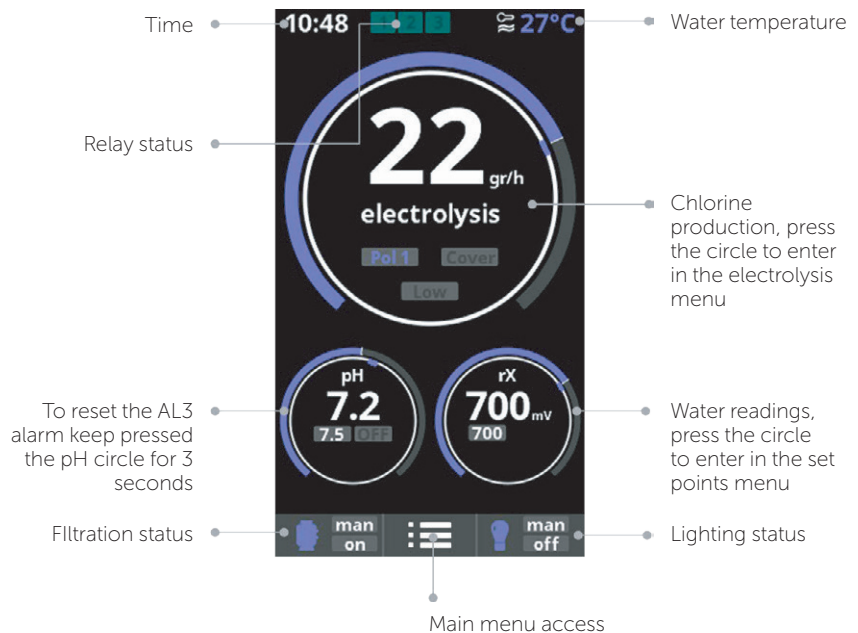 Time
10:48
1 2 3
27°C
Water temperature
Relay status
22 gr/h
electrolysis
Pol 1 Cover
Low
Chlorine
production, press
the circle to enter
in the electrolysis
menu
To reset the AL3
alarm keep pressed
the pH circle for 3
seconds
pH
7.2
7.5 OFF
rX
700 mV
700
Water readings,
press the circle
to enter in the set
points menu
FIltration status
man
on
man
off
Lighting status
Main menu access